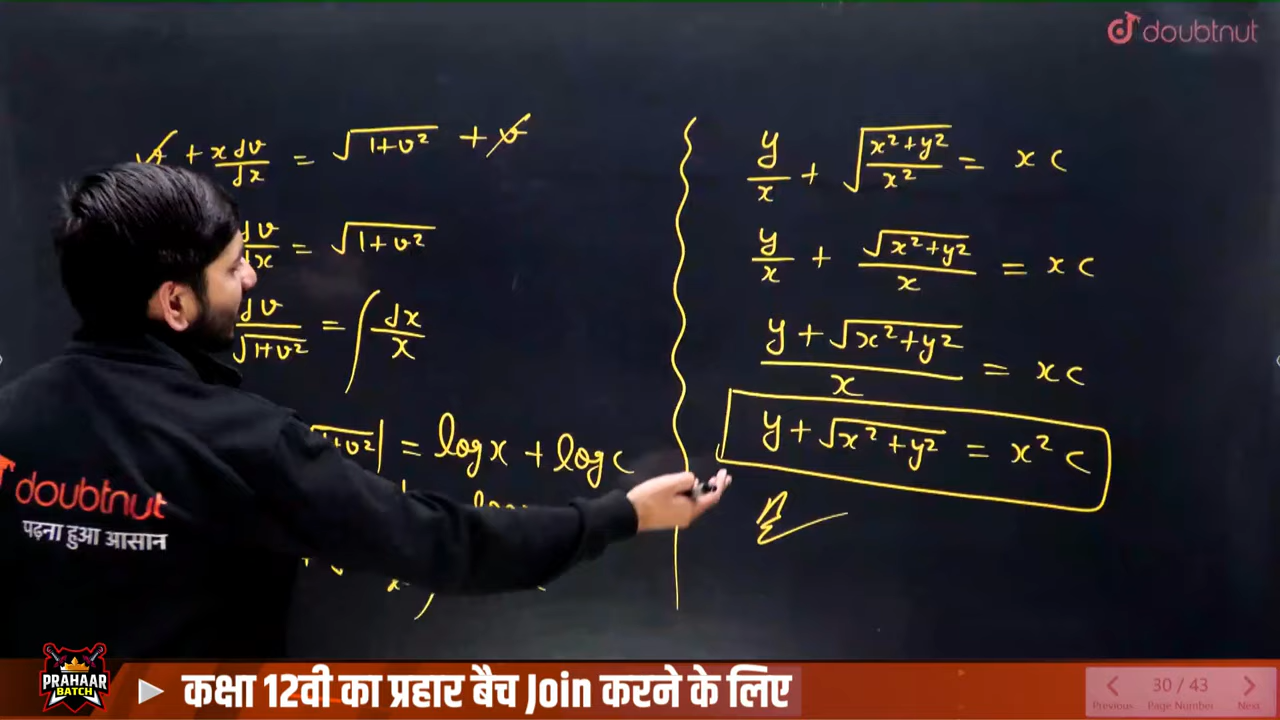 doubtnut
v + x dv/dx = √(1+v²) + v
dv/dx = √(1+v²)
dv/√(1+v²) = ∫ dx/x
√(1+v²)| = log x + log c
y/x + √((x²+y²)/x²) = x c
y/x + √(x²+y²)/x = x c
(y + √(x²+y²))/x = x c
y + √(x²+y²) = x² c
doubtnut
पढ़ना हुआ आसान
PRAHAAR
BATCH
कक्षा 12वी का प्रहार बैच Join करने के लिए
30 / 43
Previous Page Number Next